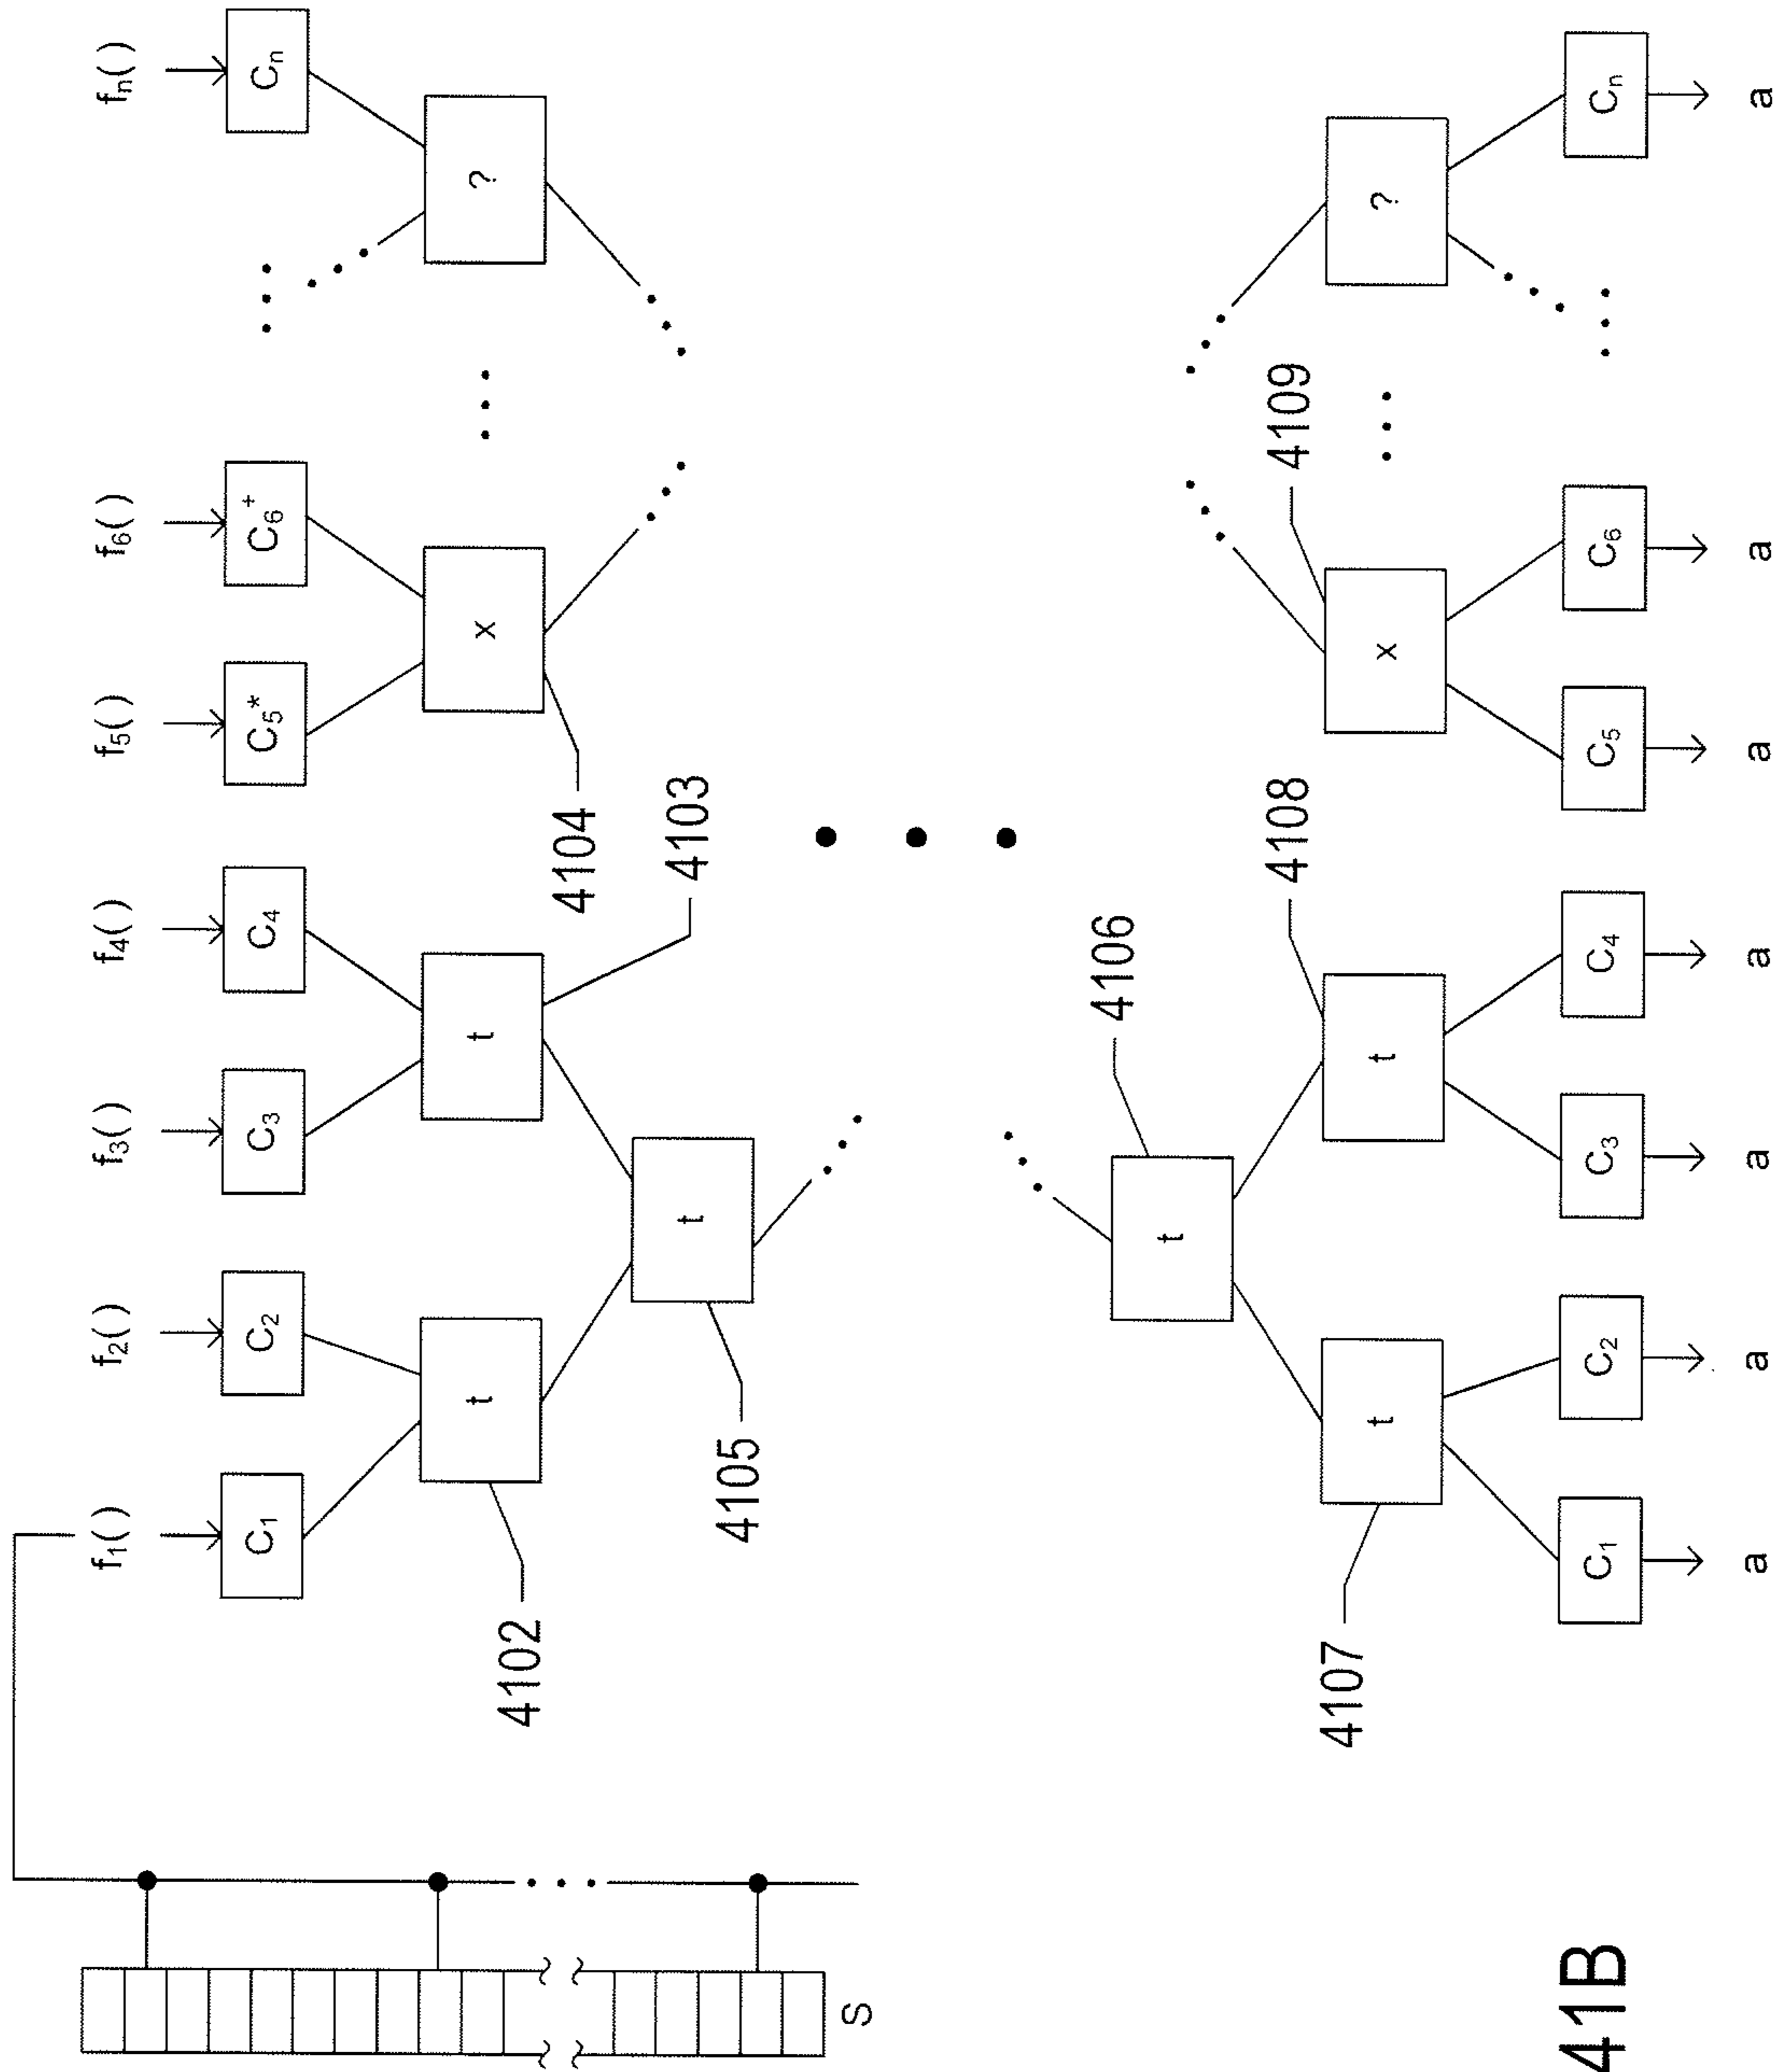 f₁() f₂() f₃() f₄() f₅() f₆() fₙ()
C₁ C₂ C₃ C₄ C₅* C₆⁺ Cₙ
t t x ?
4102 4104
4103
t
4105
S
4106
t
4109
4108
4107
t t x ?
C₁ C₂ C₃ C₄ C₅ C₆ Cₙ
a a a a a a a
41B